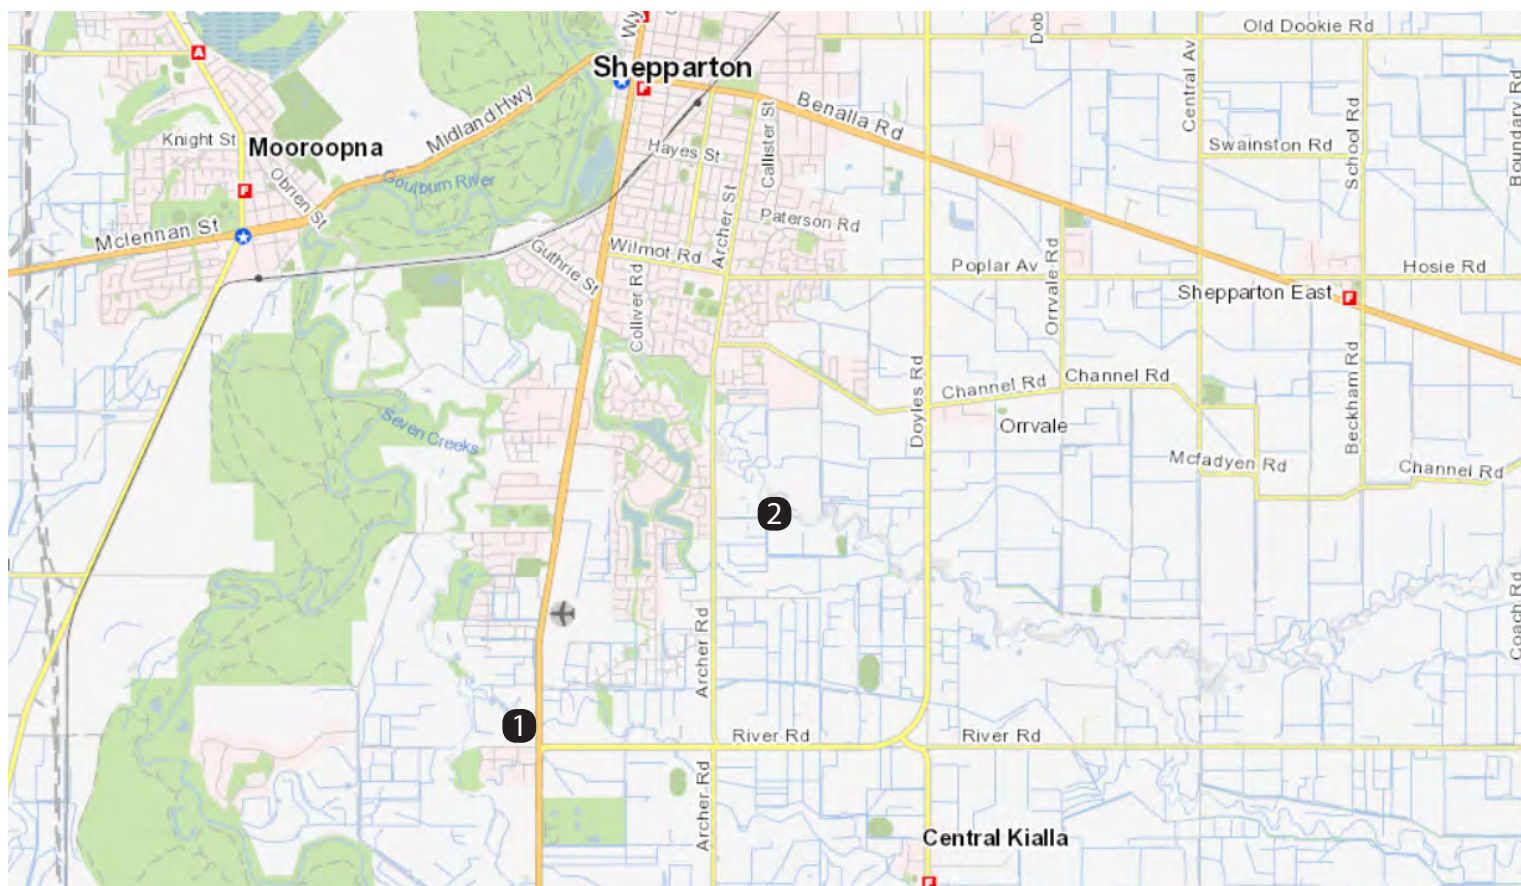 Old Dookie Rd
Dob
Wy
Central Av
School Rd
Boundary Rd
Shepparton
A
F
F
Benalla Rd
Midland Hwy
Knight St
Mooroopna
Hayes St
Callister St
Swainston Rd
Obrien St
Goulburn River
F
Mclennan St
Archer St
Paterson Rd
Wilmot Rd
Guthrie St
Colliver Rd
Poplar Av
Orrvale Rd
Hosie Rd
Shepparton East
F
Doyles Rd
Channel Rd
Channel Rd
Beckham Rd
Seven Creeks
Orrvale
Mcfadyen Rd
Channel Rd
2
Coach Rd
Archer Rd
1
River Rd
River Rd
Archer Rd
Central Kialla
F